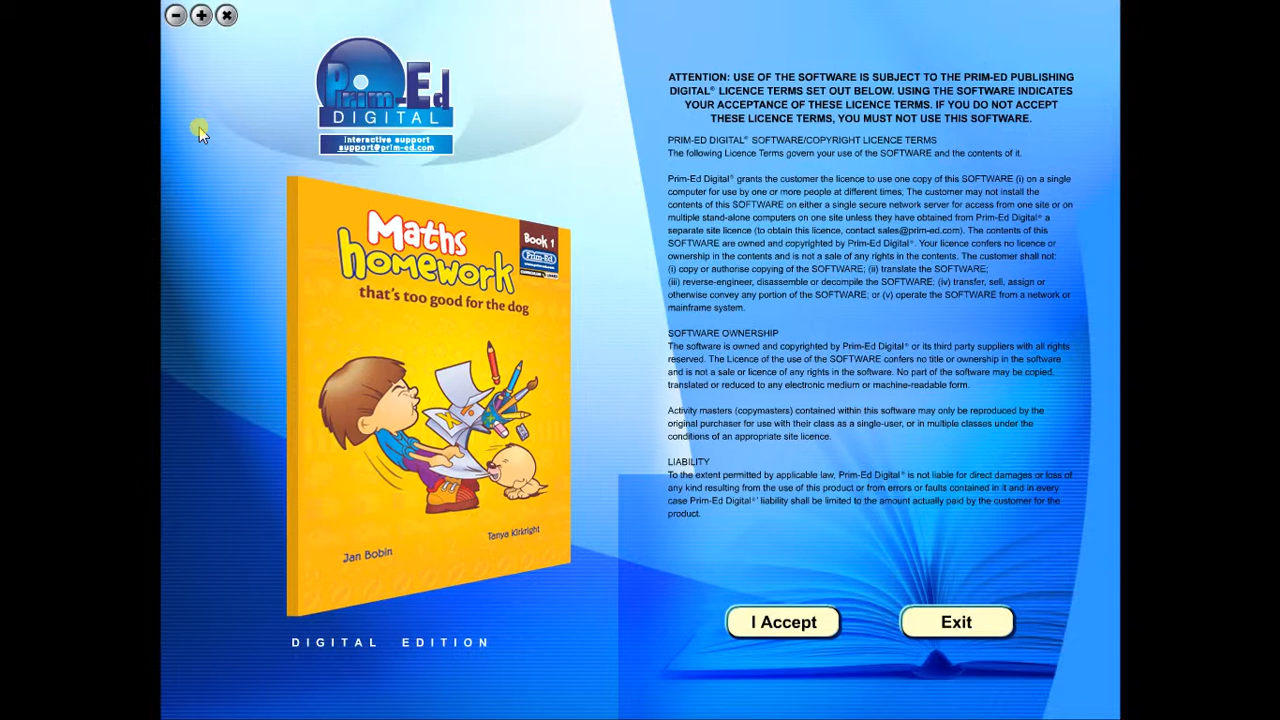 Prim-Ed
DIGITAL
interactive support
support@prim-ed.com
Maths
homework
that's too good for the dog
Book 1
Prim-Ed
Jan Bobin
Tanya Kirkright
DIGITAL EDITION
ATTENTION: USE OF THE SOFTWARE IS SUBJECT TO THE PRIM-ED PUBLISHING
DIGITAL® LICENCE TERMS SET OUT BELOW. USING THE SOFTWARE INDICATES
YOUR ACCEPTANCE OF THESE LICENCE TERMS. IF YOU DO NOT ACCEPT
THESE LICENCE TERMS, YOU MUST NOT USE THIS SOFTWARE.
PRIM-ED DIGITAL® SOFTWARE/COPYRIGHT LICENCE TERMS
The following Licence Terms govern your use of the SOFTWARE and the contents of it.
Prim-Ed Digital® grants the customer the licence to use one copy of this SOFTWARE (i) on a single
computer for use by one or more people at different times; The customer may not install the
contents of this SOFTWARE on either a single secure network server for access from one site or on
multiple stand-alone computers on one site unless they have obtained from Prim-Ed Digital® a
separate site licence (to obtain this licence, contact sales@prim-ed.com). The contents of this
SOFTWARE are owned and copyrighted by Prim-Ed Digital®. Your licence confers no licence or
ownership in the contents and is not a sale of any rights in the contents. The customer shall not:
(i) copy or authorise copying of the SOFTWARE; (ii) translate the SOFTWARE;
(iii) reverse-engineer, disassemble or decompile the SOFTWARE; (iv) transfer, sell, assign or
otherwise convey any portion of the SOFTWARE; or (v) operate the SOFTWARE from a network or
mainframe system.
SOFTWARE OWNERSHIP
The software is owned and copyrighted by Prim-Ed Digital® or its third party suppliers with all rights
reserved. The Licence of the use of the SOFTWARE confers no title or ownership in the software
and is not a sale or licence of any rights in the software. No part of the software may be copied,
translated or reduced to any electronic medium or machine-readable form.
Activity masters (copymasters) contained within this software may only be reproduced by the
original purchaser for use with their class as a single-user, or in multiple classes under the
conditions of an appropriate site licence.
LIABILITY
To the extent permitted by applicable law, Prim-Ed Digital® is not liable for direct damages or loss of
any kind resulting from the use of this product or from errors or faults contained in it and in every
case Prim-Ed Digital®' liability shall be limited to the amount actually paid by the customer for the
product.
I Accept
Exit